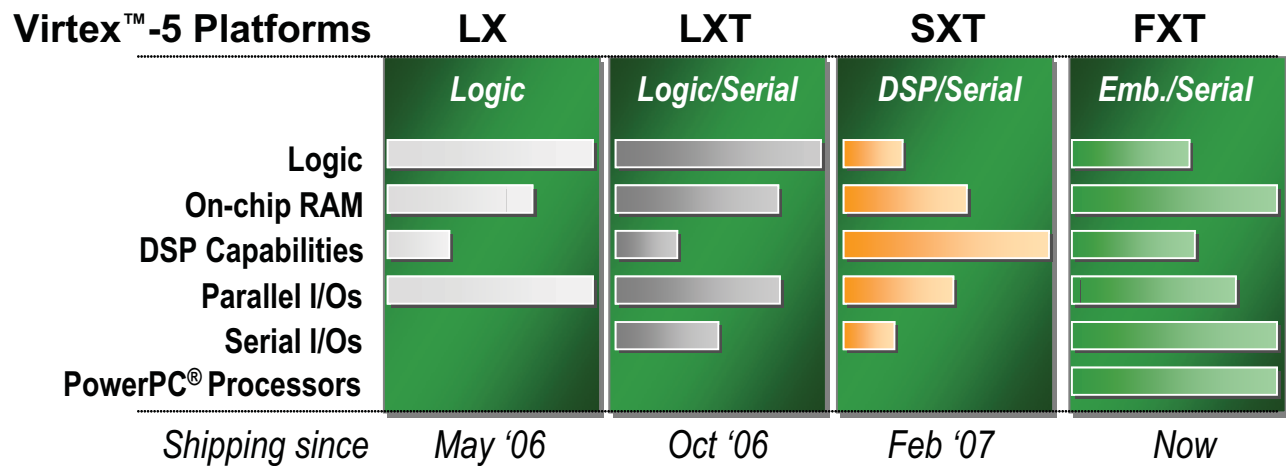 Virtex™-5 Platforms LX LXT SXT FXT
Logic Logic/Serial DSP/Serial Emb./Serial
Logic
On-chip RAM
DSP Capabilities
Parallel I/Os
Serial I/Os
PowerPC® Processors
Shipping since May ‘06 Oct ‘06 Feb ‘07 Now